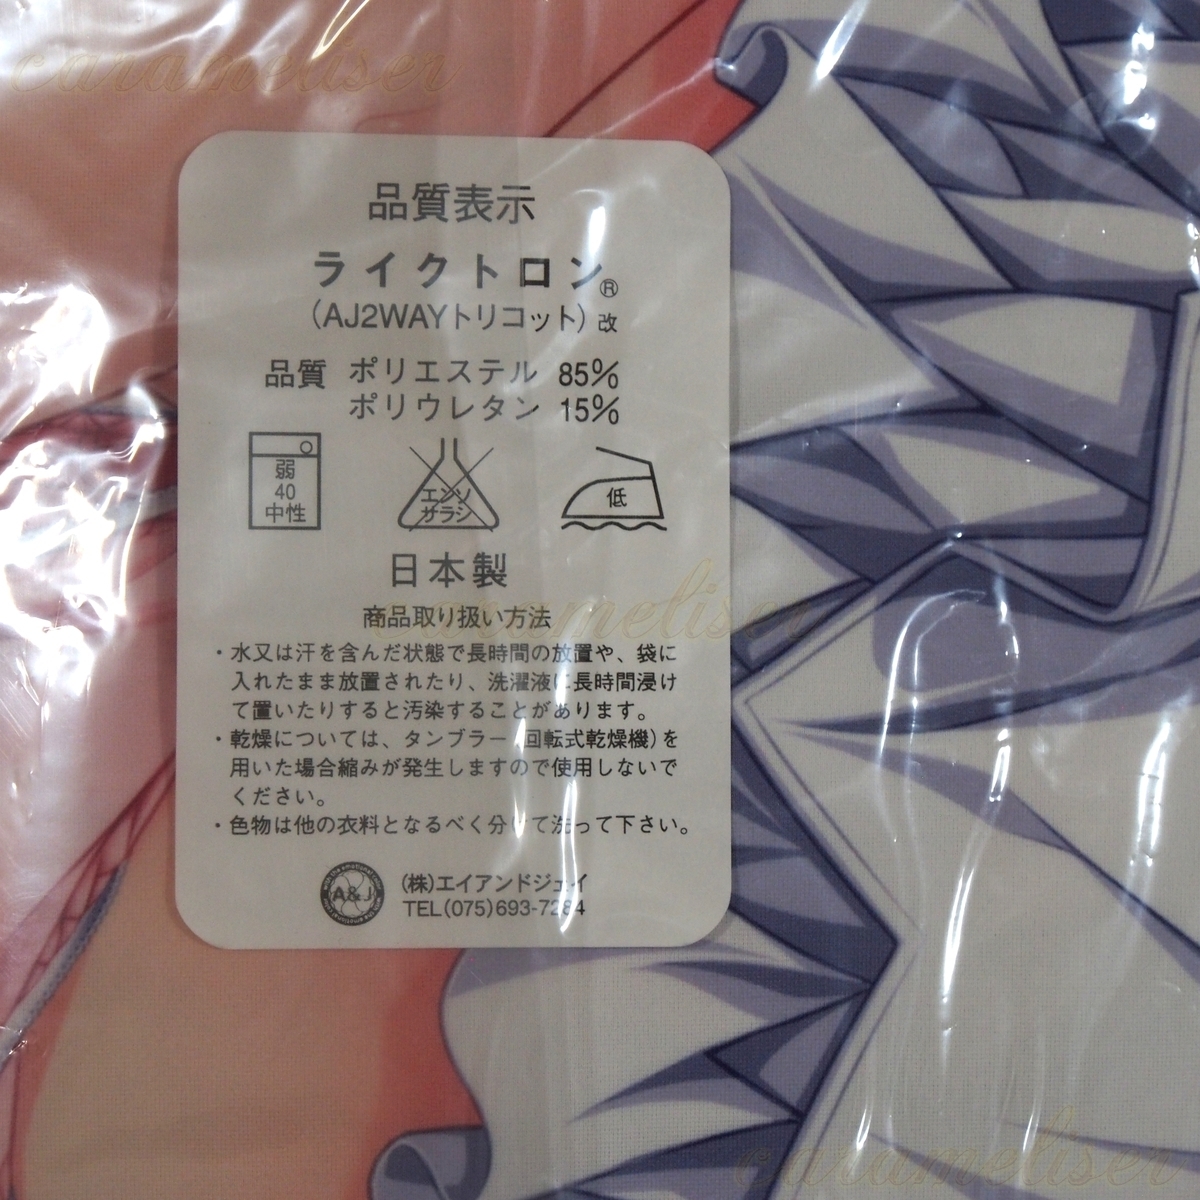 carameliser
品質表示
ライクトロン®
(AJ2WAYトリコット)改
品質 ポリエステル 85%
ポリウレタン 15%
弱
40
中性
エンソ
サラシ
低
日本製
商品取り扱い方法
carameliser
・水又は汗を含んだ状態で長時間の放置や、袋に
入れたまま放置されたり、洗濯液に長時間浸け
て置いたりすると汚染することがあります。
・乾燥については、タンブラー(回転式乾燥機)を
用いた場合縮みが発生しますので使用しないで
ください。
・色物は他の衣料となるべく分けて洗って下さい。
A&J
(株)エイアンドジェイ
TEL(075)693-7284
carameliser